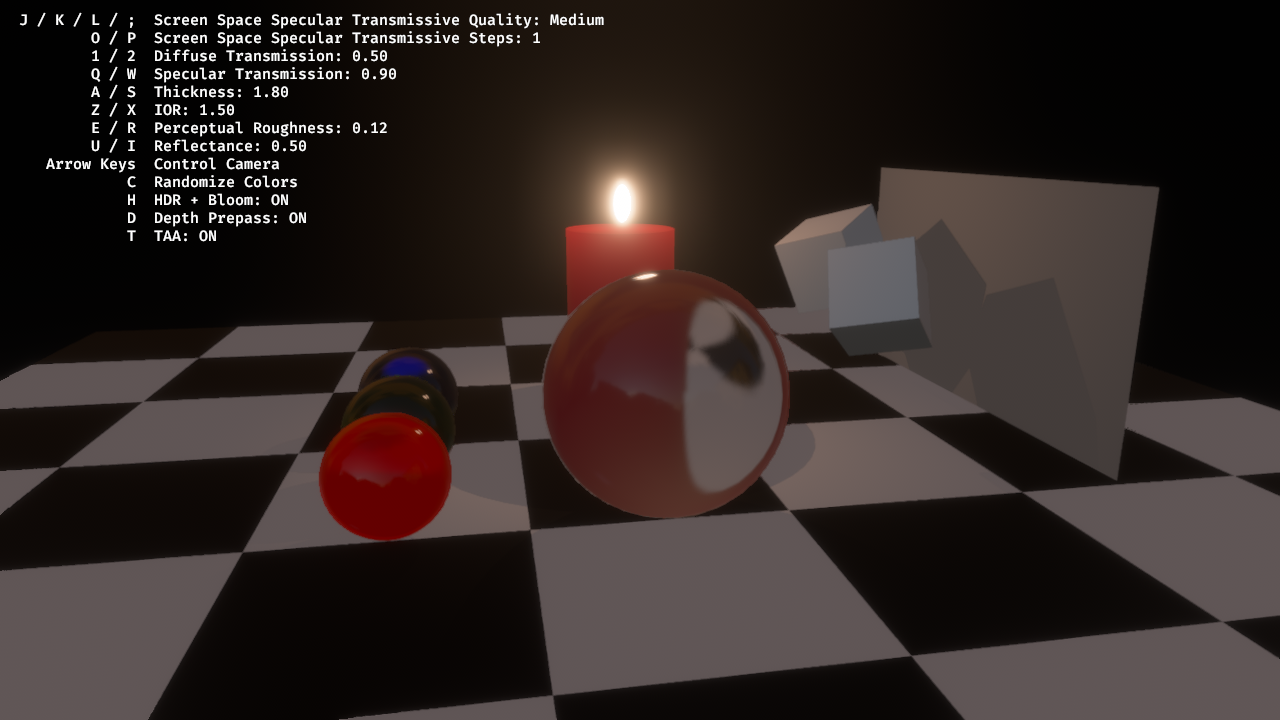 J / K / L / ; Screen Space Specular Transmissive Quality: Medium
O / P Screen Space Specular Transmissive Steps: 1
1 / 2 Diffuse Transmission: 0.50
Q / W Specular Transmission: 0.90
A / S Thickness: 1.80
Z / X IOR: 1.50
E / R Perceptual Roughness: 0.12
U / I Reflectance: 0.50
Arrow Keys Control Camera
C Randomize Colors
H HDR + Bloom: ON
D Depth Prepass: ON
T TAA: ON